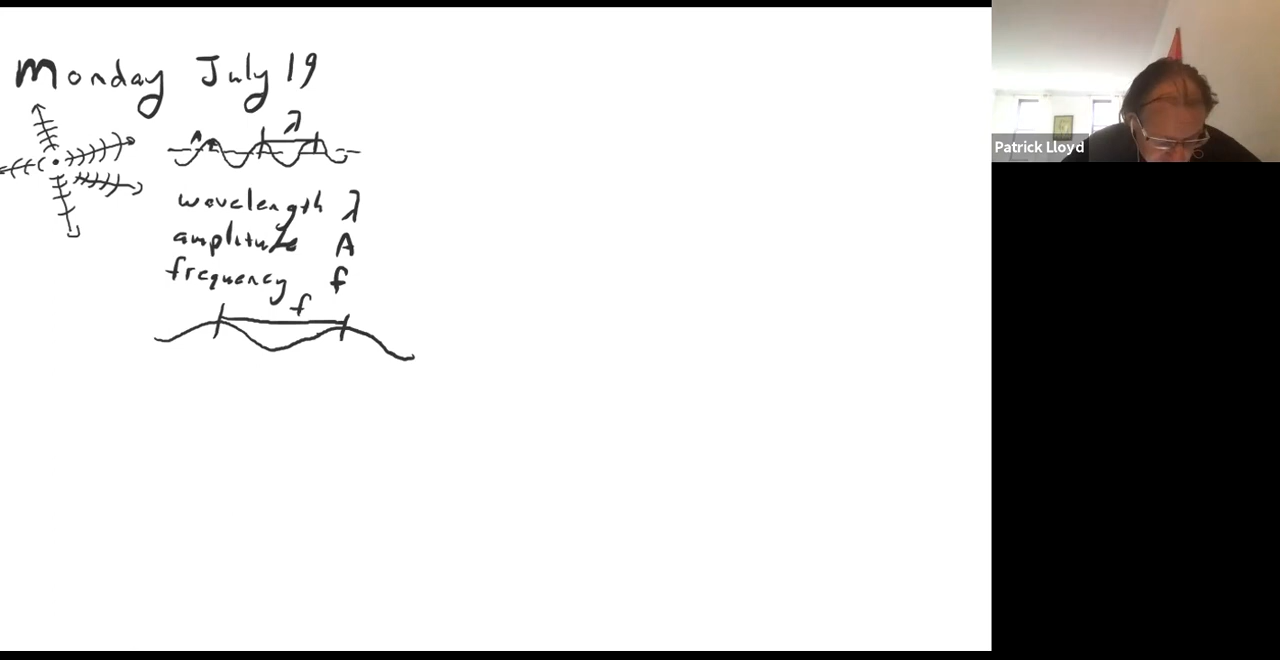 Monday July 19
A λ
wavelength λ
amplitude A
frequency f
f
Patrick Lloyd